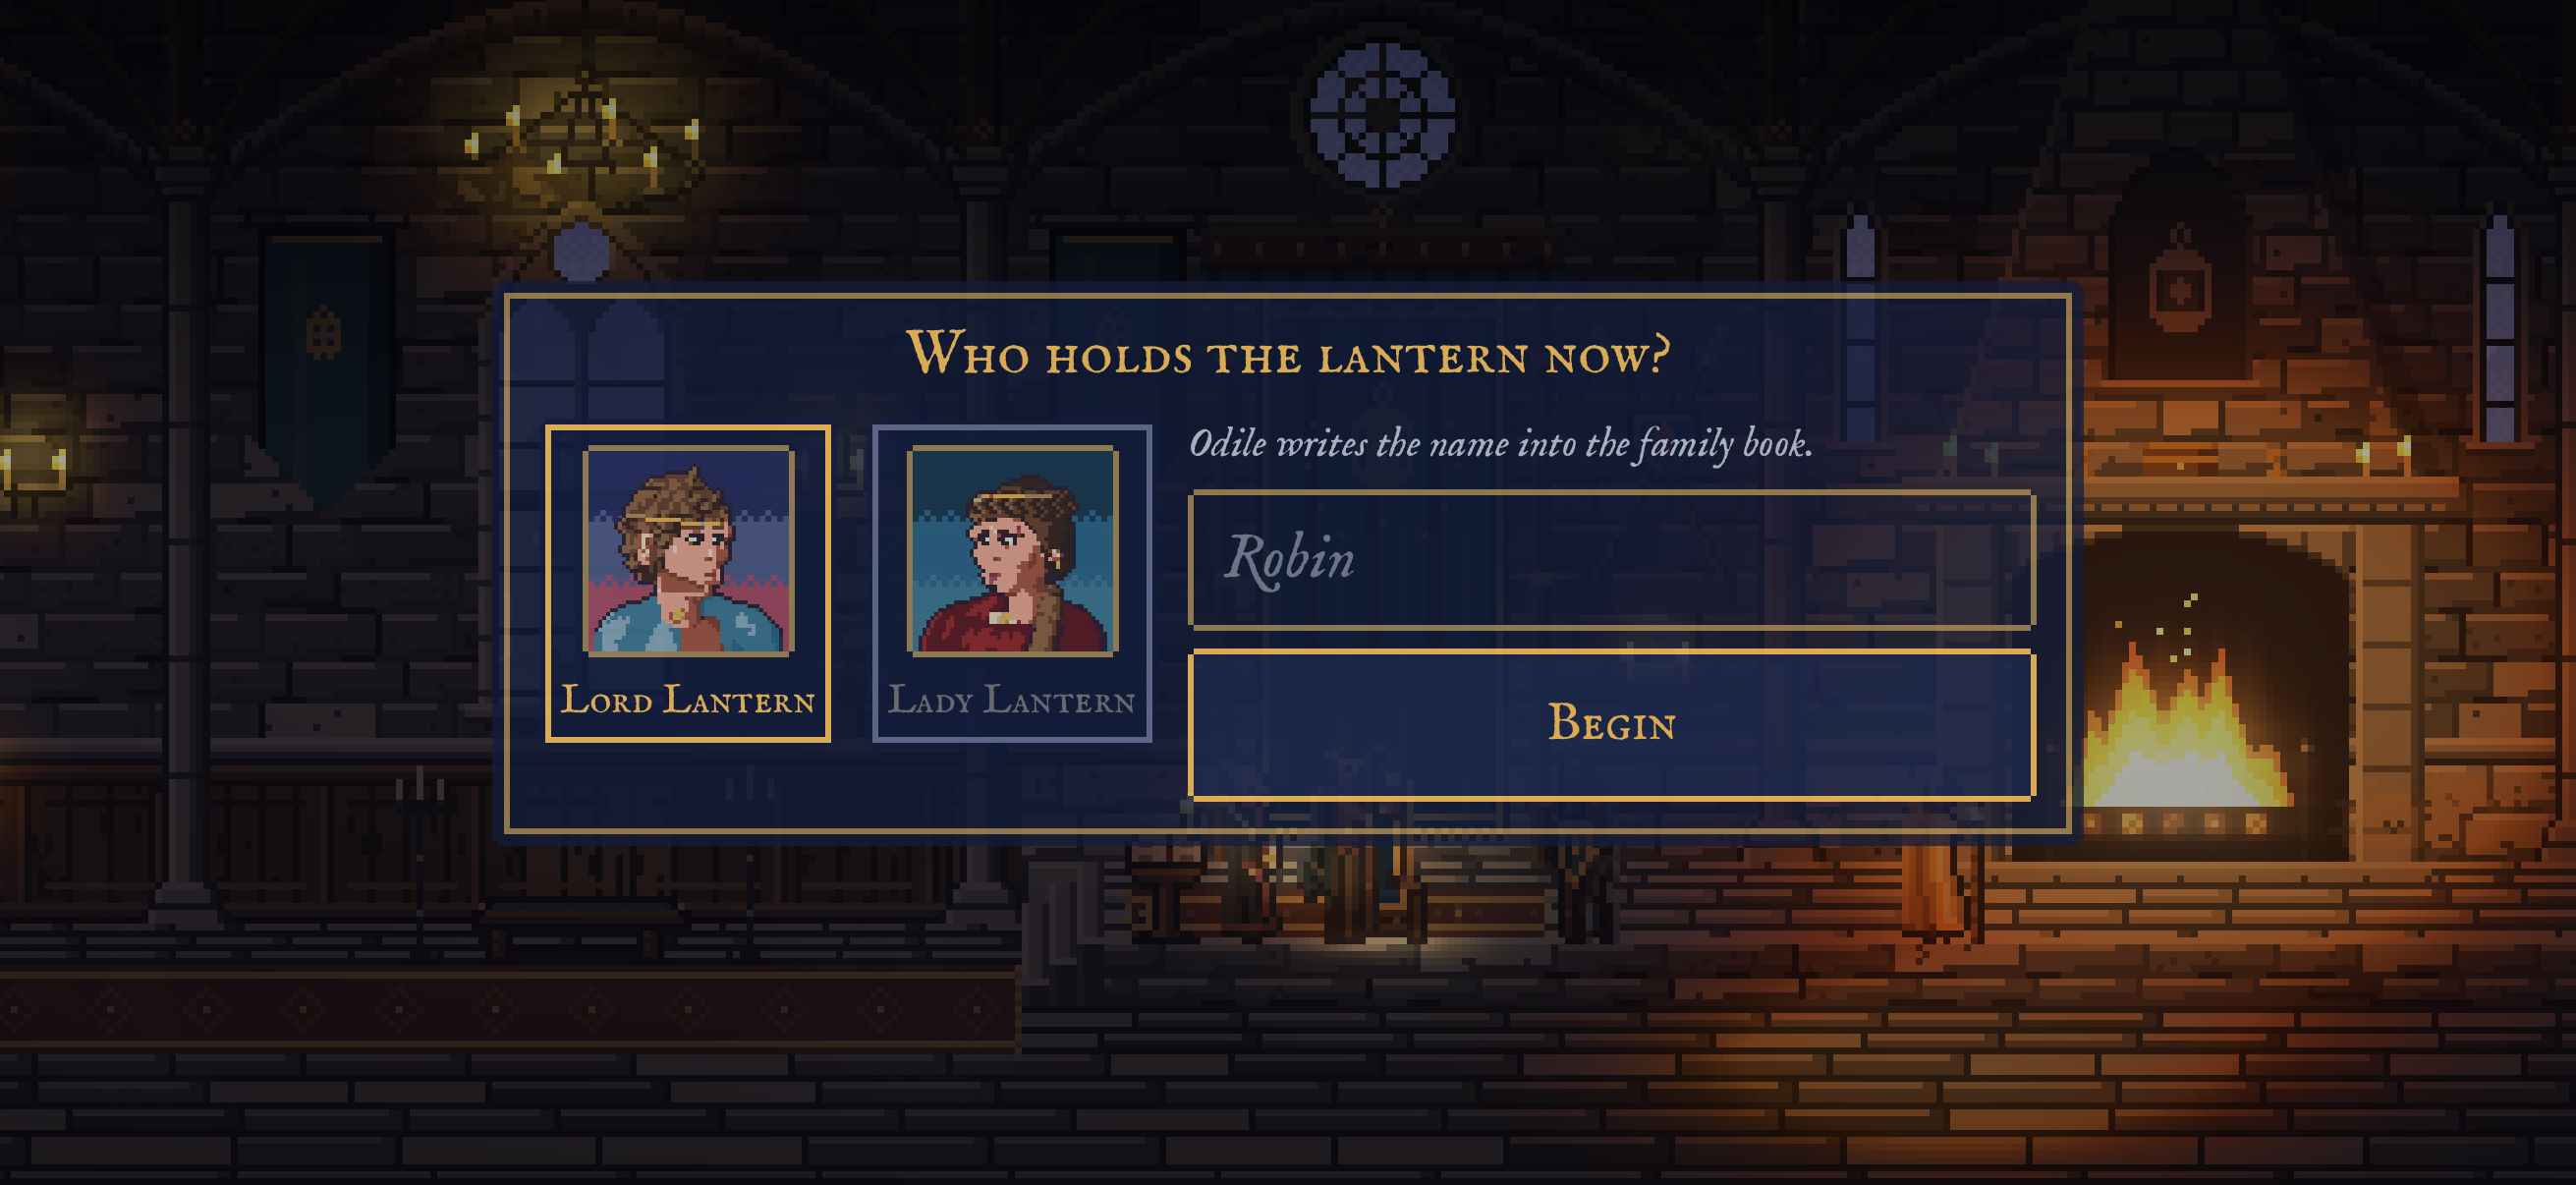 Who holds the lantern now?
Odile writes the name into the family book.
Robin
Lord Lantern
Lady Lantern
Begin